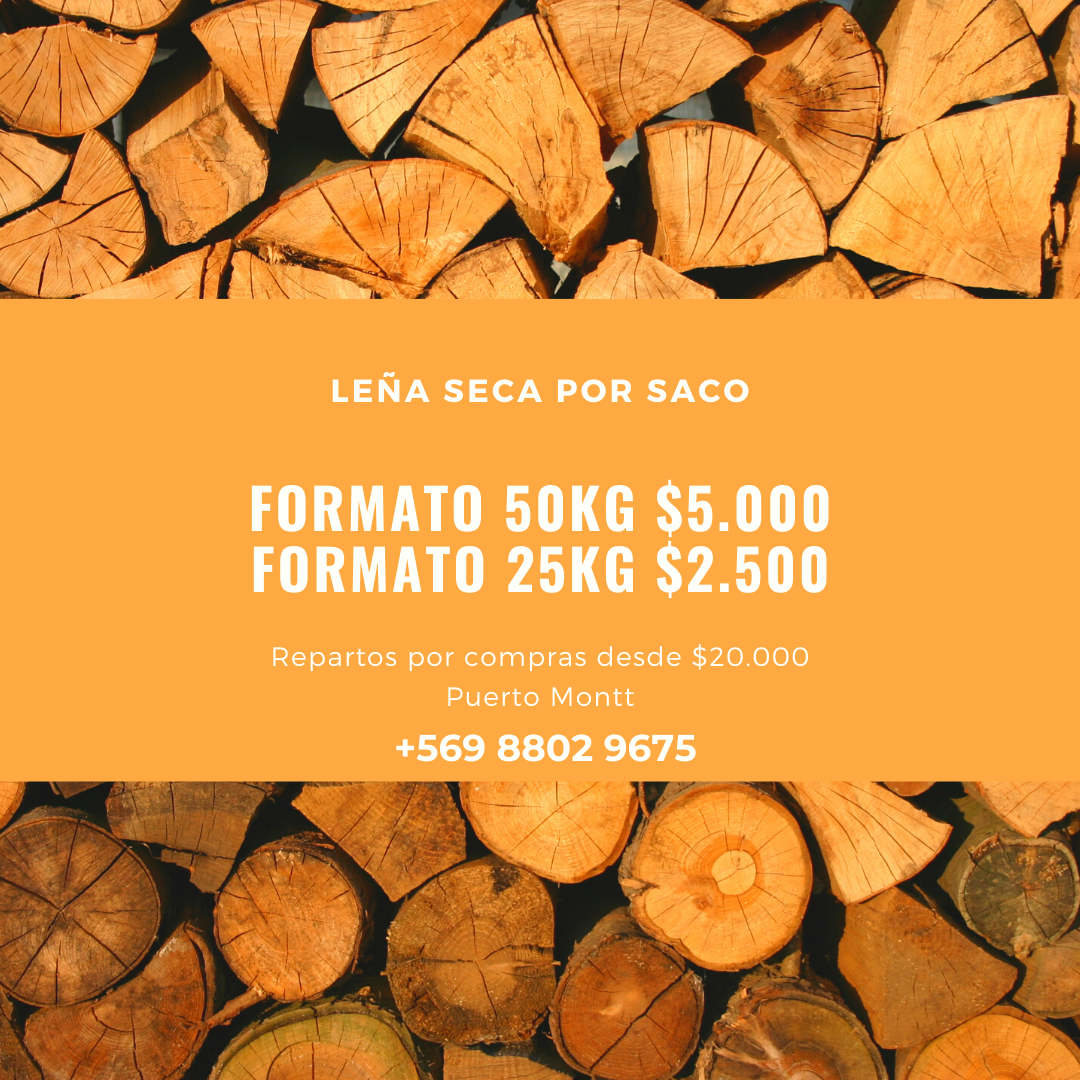 LEÑA SECA POR SACO
FORMATO 50KG $5.000
FORMATO 25KG $2.500
Repartos por compras desde $20.000
Puerto Montt
+569 8802 9675